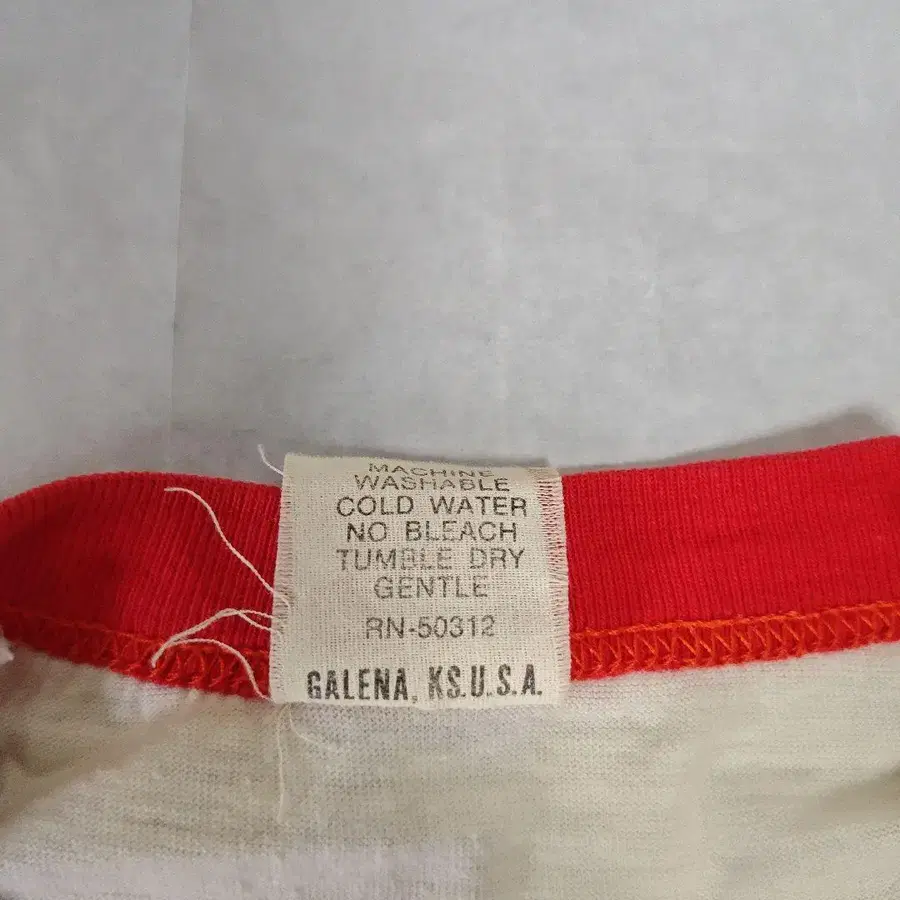 MACHINE
WASHABLE
COLD WATER
NO BLEACH
TUMBLE DRY
GENTLE
RN-50312
GALENA, KS.U.S.A.